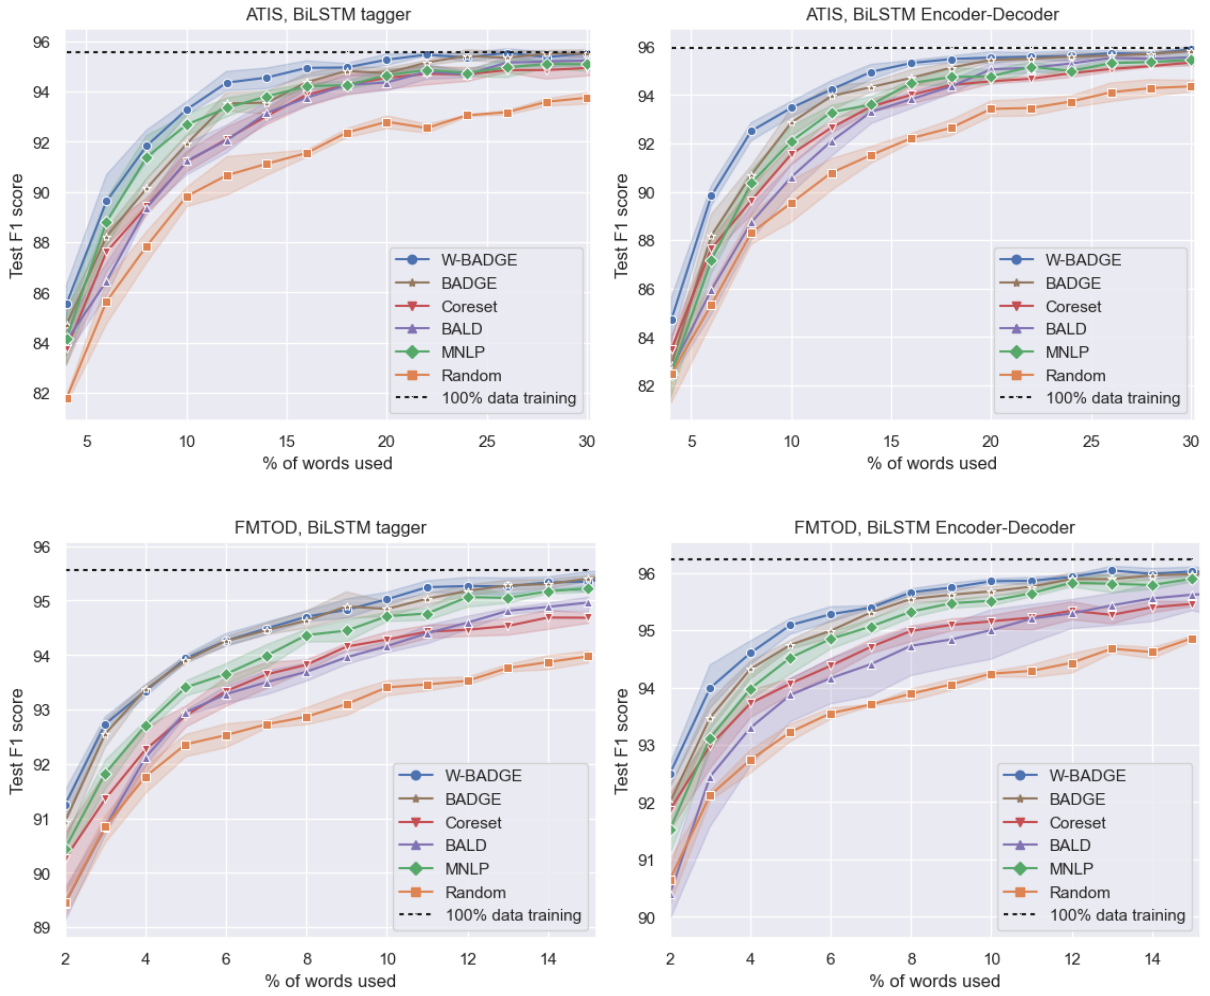 ATIS, BiLSTM tagger
96
94
92
90
88
86
84
82
Test F1 score
W-BADGE
BADGE
Coreset
BALD
MNLP
Random
100% data training
5
10
15
20
25
30
% of words used
ATIS, BiLSTM Encoder-Decoder
96
94
92
90
88
86
84
82
Test F1 score
W-BADGE
BADGE
Coreset
BALD
MNLP
Random
100% data training
5
10
15
20
25
30
% of words used
FMTOD, BiLSTM tagger
96
95
94
93
92
91
90
89
Test F1 score
W-BADGE
BADGE
Coreset
BALD
MNLP
Random
100% data training
2
4
6
8
10
12
14
% of words used
FMTOD, BiLSTM Encoder-Decoder
96
95
94
93
92
91
90
Test F1 score
W-BADGE
BADGE
Coreset
BALD
MNLP
Random
100% data training
2
4
6
8
10
12
14
% of words used